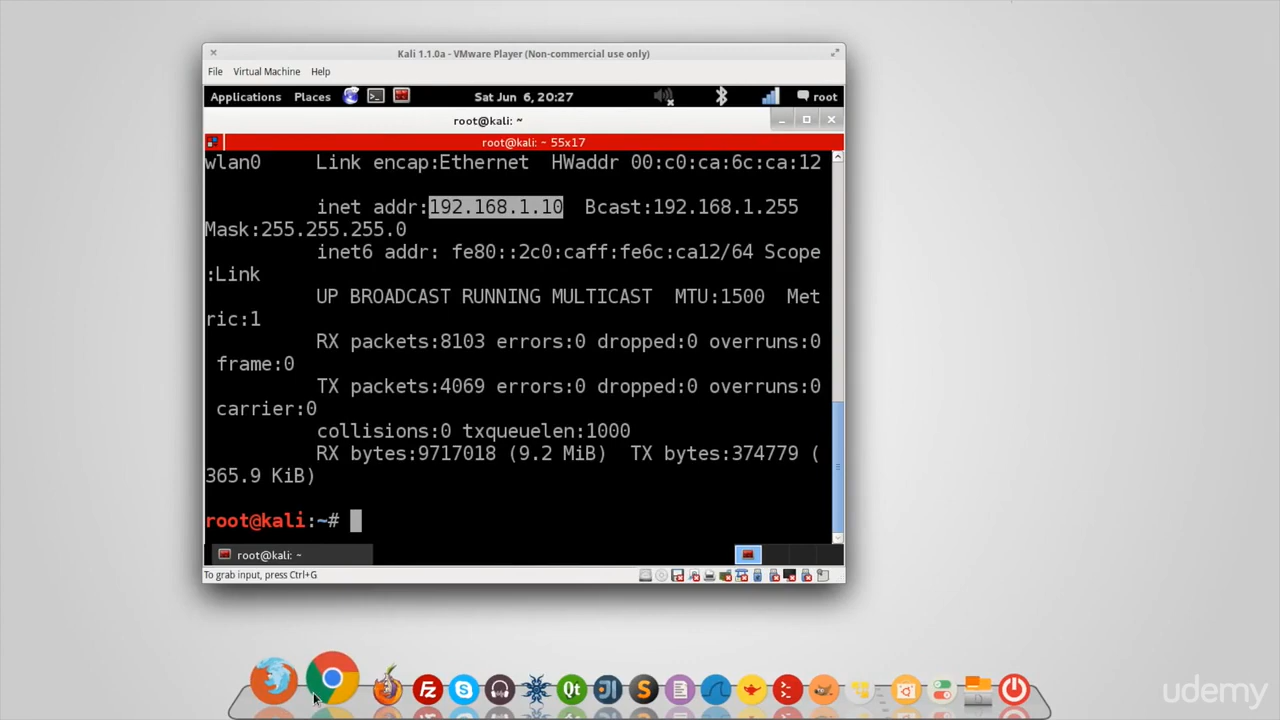 Kali 1.1.0a - VMware Player (Non-commercial use only)
File Virtual Machine Help
Applications Places Sat Jun 6, 20:27 root
root@kali: ~
root@kali: ~ 55x17
wlan0 Link encap:Ethernet HWaddr 00:c0:ca:6c:ca:12
inet addr:192.168.1.10 Bcast:192.168.1.255
Mask:255.255.255.0
inet6 addr: fe80::2c0:caff:fe6c:ca12/64 Scope
:Link
UP BROADCAST RUNNING MULTICAST MTU:1500 Met
ric:1
RX packets:8103 errors:0 dropped:0 overruns:0
frame:0
TX packets:4069 errors:0 dropped:0 overruns:0
carrier:0
collisions:0 txqueuelen:1000
RX bytes:9717018 (9.2 MiB) TX bytes:374779 (
365.9 KiB)
root@kali:~#
root@kali: ~
To grab input, press Ctrl+G
Fz S Qt S
udemy